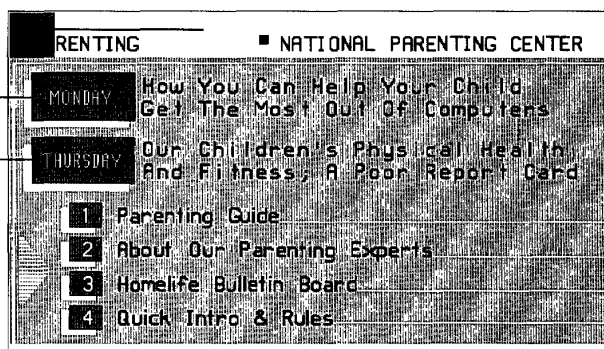 RENTING ▪ NATIONAL PARENTING CENTER
MONDAY How You Can Help Your Child
Get The Most Out Of Computers
THURSDAY Our Children's Physical Health
And Fitness; A Poor Report Card
1 Parenting Guide
2 About Our Parenting Experts
3 Homelife Bulletin Board
4 Quick Intro & Rules